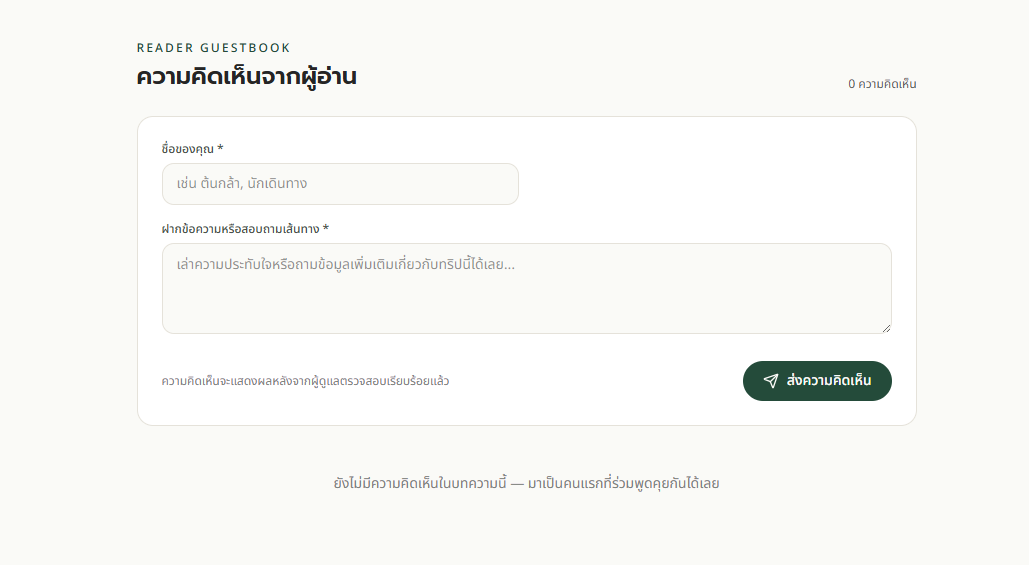 READER GUESTBOOK
ความคิดเห็นจากผู้อ่าน
0 ความคิดเห็น
ชื่อของคุณ *
เช่น ต้นกล้า, นักเดินทาง
ฝากข้อความหรือสอบถามเส้นทาง *
เล่าความประทับใจหรือถามข้อมูลเพิ่มเติมเกี่ยวกับทริปนี้ได้เลย...
ความคิดเห็นจะแสดงผลหลังจากผู้ดูแลตรวจสอบเรียบร้อยแล้ว
ส่งความคิดเห็น
ยังไม่มีความคิดเห็นในบทความนี้ — มาเป็นคนแรกที่ร่วมพูดคุยกันได้เลย